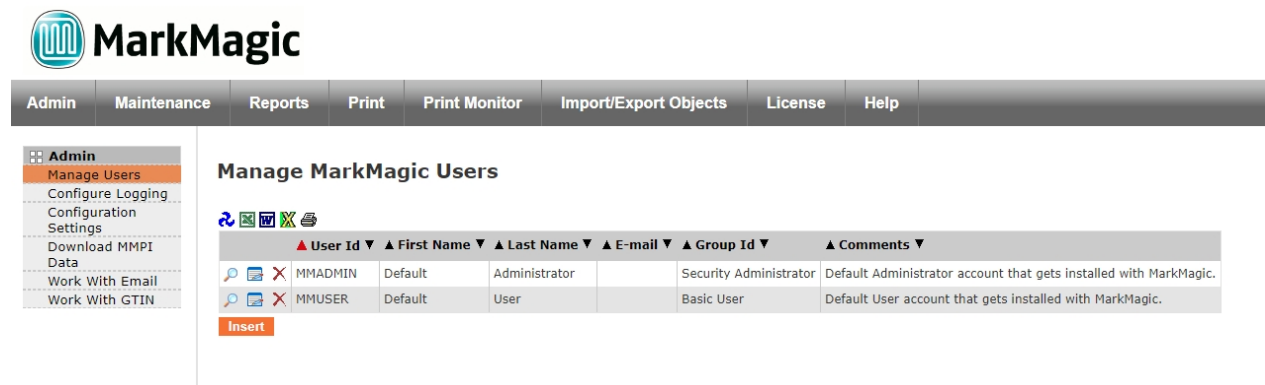 MarkMagic
Admin Maintenance Reports Print Print Monitor Import/Export Objects License Help
Admin
Manage Users
Configure Logging
Configuration
Settings
Download MMPI
Data
Work With Email
Work With GTIN
Manage MarkMagic Users
▲ User Id ▼ ▲ First Name ▼ ▲ Last Name ▼ ▲ E-mail ▼ ▲ Group Id ▼ ▲ Comments ▼
MMADMIN Default Administrator Security Administrator Default Administrator account that gets installed with MarkMagic.
MMUSER Default User Basic User Default User account that gets installed with MarkMagic.
Insert